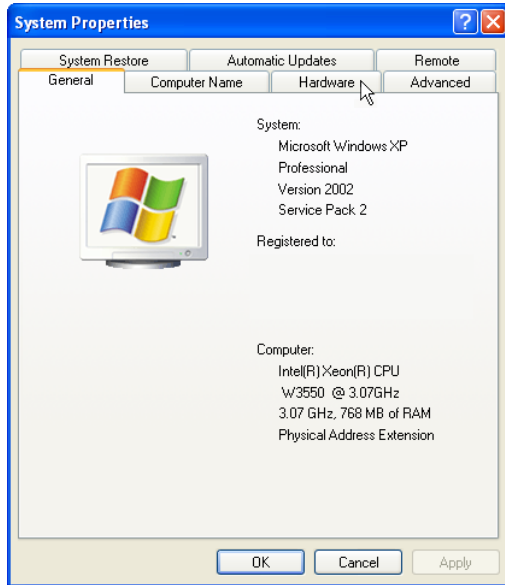 System Properties
System Restore Automatic Updates Remote
General Computer Name Hardware Advanced
System:
Microsoft Windows XP
Professional
Version 2002
Service Pack 2
Registered to:
Computer:
Intel(R) Xeon(R) CPU
W3550 @ 3.07GHz
3.07 GHz, 768 MB of RAM
Physical Address Extension
OK Cancel Apply